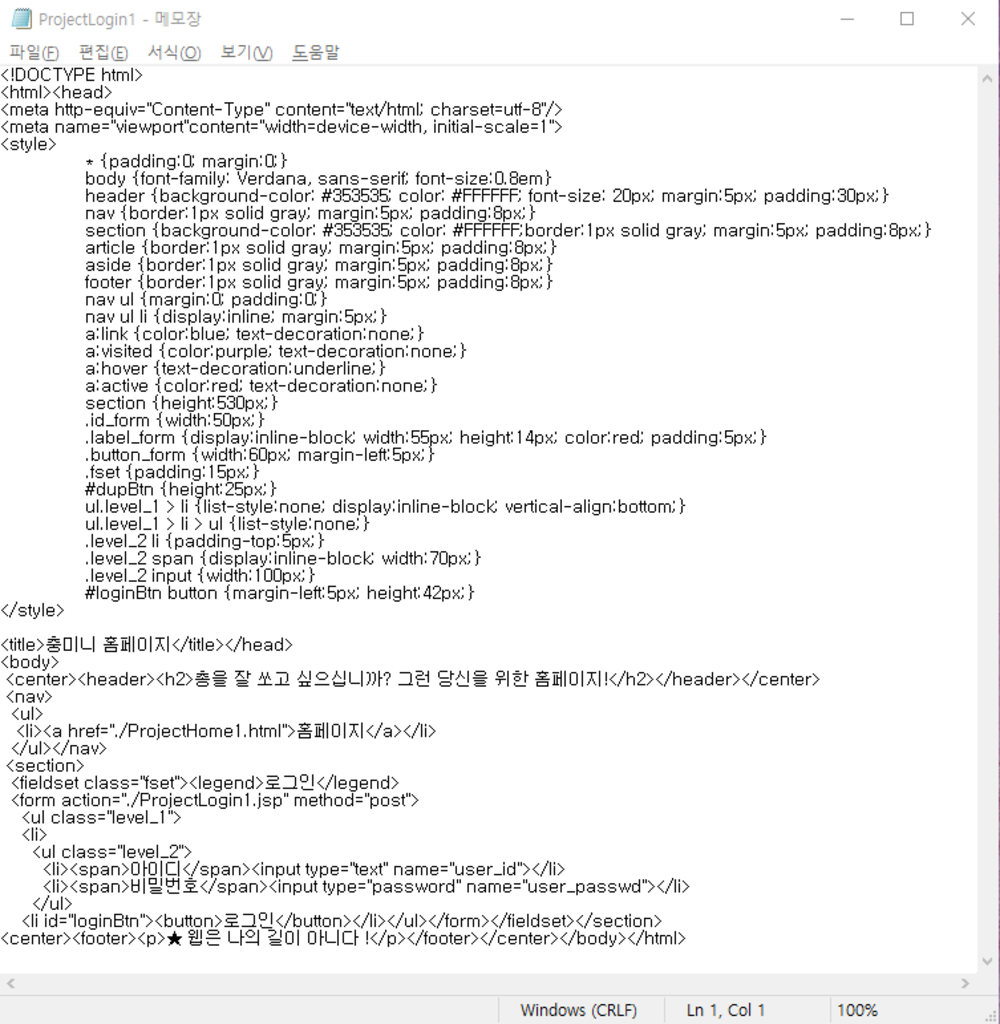 ProjectLogin1 - 메모장
파일(F) 편집(E) 서식(O) 보기(V) 도움말
<!DOCTYPE html>
<html><head>
<meta http-equiv="Content-Type" content="text/html; charset=utf-8"/>
<meta name="viewport"content="width=device-width, initial-scale=1">
<style>
* {padding:0; margin:0;}
body {font-family: Verdana, sans-serif; font-size:0.8em}
header {background-color: #353535; color: #FFFFFF; font-size: 20px; margin:5px; padding:30px;}
nav {border:1px solid gray; margin:5px; padding:8px;}
section {background-color: #353535; color: #FFFFFF;border:1px solid gray; margin:5px; padding:8px;}
article {border:1px solid gray; margin:5px; padding:8px;}
aside {border:1px solid gray; margin:5px; padding:8px;}
footer {border:1px solid gray; margin:5px; padding:8px;}
nav ul {margin:0; padding:0;}
nav ul li {display:inline; margin:5px;}
a:link {color:blue; text-decoration:none;}
a:visited {color:purple; text-decoration:none;}
a:hover {text-decoration:underline;}
a:active {color:red; text-decoration:none;}
section {height:530px;}
.id_form {width:50px;}
.label_form {display:inline-block; width:55px; height:14px; color:red; padding:5px;}
.button_form {width:60px; margin-left:5px;}
.fset {padding:15px;}
#dupBtn {height:25px;}
ul.level_1 > li {list-style:none; display:inline-block; vertical-align:bottom;}
ul.level_1 > li > ul {list-style:none;}
.level_2 li {padding-top:5px;}
.level_2 span {display:inline-block; width:70px;}
.level_2 input {width:100px;}
#loginBtn button {margin-left:5px; height:42px;}
</style>
<title>충미니 홈페이지</title></head>
<body>
<center><header><h2>총을 잘 쏘고 싶으십니까? 그런 당신을 위한 홈페이지!</h2></header></center>
<nav>
<ul>
<li><a href="./ProjectHome1.html">홈페이지</a></li>
</ul></nav>
<section>
<fieldset class="fset"><legend>로그인</legend>
<form action="./ProjectLogin1.jsp" method="post">
<ul class="level_1">
<li>
<ul class="level_2">
<li><span>아이디</span><input type="text" name="user_id"></li>
<li><span>비밀번호</span><input type="password" name="user_passwd"></li>
</ul>
<li id="loginBtn"><button>로그인</button></li></ul></form></fieldset></section>
<center><footer><p>★ 웹은 나의 길이 아니다 !</p></footer></center></body></html>
Windows (CRLF) Ln 1, Col 1 100%